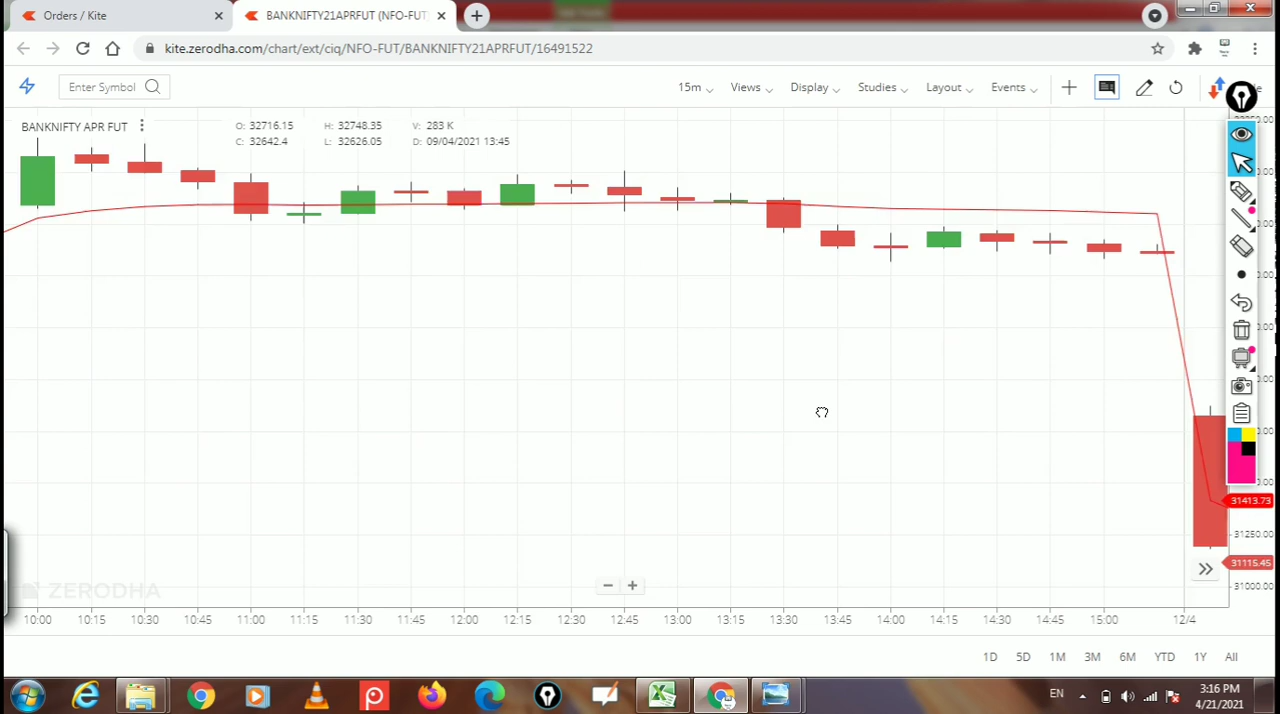 Orders / Kite
BANKNIFTY21APRFUT (NFO-FUT)
kite.zerodha.com/chart/ext/ciq/NFO-FUT/BANKNIFTY21APRFUT/16491522
Enter Symbol
15m Views Display Studies Layout Events
BANKNIFTY APR FUT
O: 32716.15 H: 32748.35 V: 283 K
C: 32642.4 L: 32626.05 D: 09/04/2021 13:45
31413.73
31250.00
31115.45
31000.00
ZERODHA
10:00 10:15 10:30 10:45 11:00 11:15 11:30 11:45 12:00 12:15 12:30 12:45 13:00 13:15 13:30 13:45 14:00 14:15 14:30 14:45 15:00 12/4
1D 5D 1M 3M 6M YTD 1Y All
EN
3:16 PM
4/21/2021